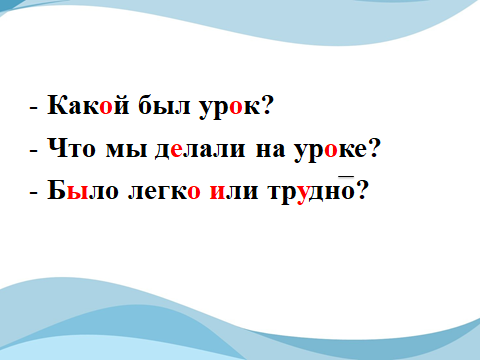 - Какой был урок?
- Что мы делали на уроке?
- Было легко или трудно̅?